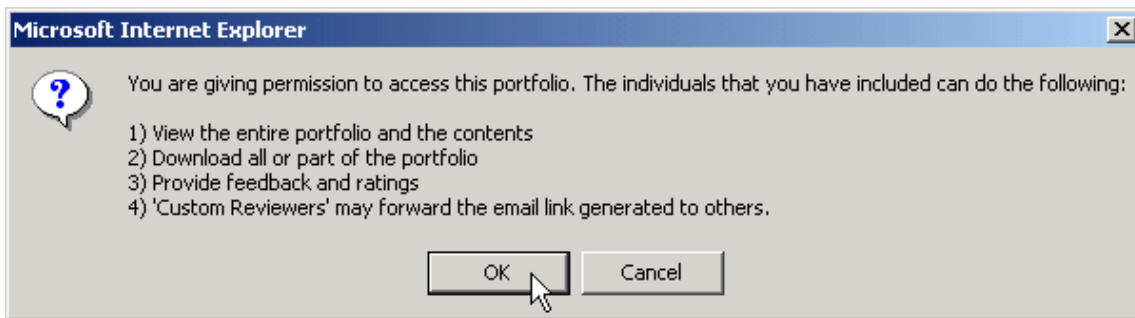 Microsoft Internet Explorer
You are giving permission to access this portfolio. The individuals that you have included can do the following:
1) View the entire portfolio and the contents
2) Download all or part of the portfolio
3) Provide feedback and ratings
4) 'Custom Reviewers' may forward the email link generated to others.
OK Cancel